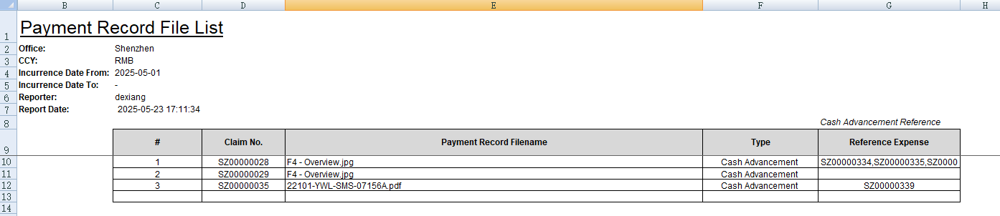 B C D E F G H
1 Payment Record File List
2 Office: Shenzhen
3 CCY: RMB
4 Incurrence Date From: 2025-05-01
5 Incurrence Date To: -
6 Reporter: dexiang
7 Report Date: 2025-05-23 17:11:34
8 Cash Advancement Reference
9 # Claim No. Payment Record Filename Type Reference Expense
10 1 SZ00000028 F4 - Overview.jpg Cash Advancement SZ00000334,SZ00000335,SZ0000
11 2 SZ00000029 F4 - Overview.jpg Cash Advancement
12 3 SZ00000035 22101-YWL-SMS-07156A.pdf Cash Advancement SZ00000339
13
14